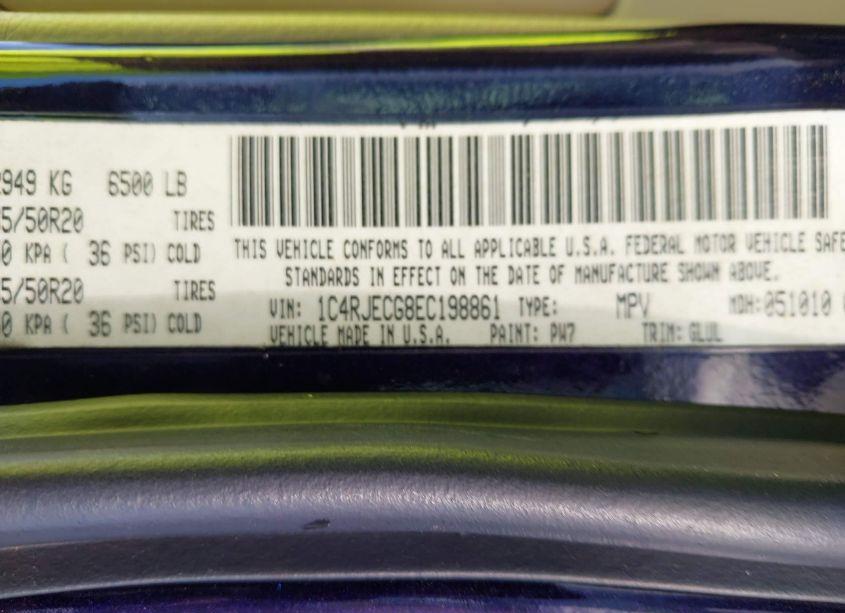 2949 KG 6500 LB
5/50R20 TIRES
0 KPA ( 36 PSI) COLD
5/50R20 TIRES
0 KPA ( 36 PSI) COLD
THIS VEHICLE CONFORMS TO ALL APPLICABLE U.S.A. FEDERAL MOTOR VEHICLE SAFE
STANDARDS IN EFFECT ON THE DATE OF MANUFACTURE SHOWN ABOVE.
VIN: 1C4RJECG8EC198861 TYPE: MPV MDH:051010
VEHICLE MADE IN U.S.A. PAINT: PW7 TRIM: GLUL